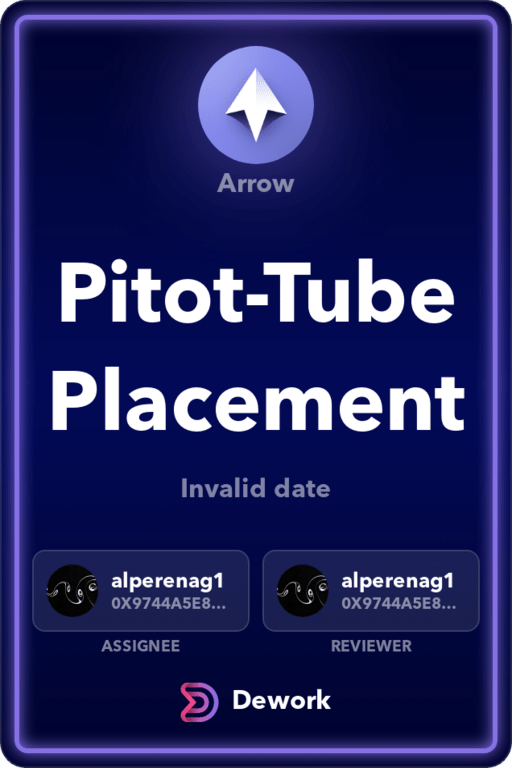 Arrow
Pitot-Tube
Placement
Invalid date
alperenag1
0X9744A5E8...
ASSIGNEE
alperenag1
0X9744A5E8...
REVIEWER
Dework